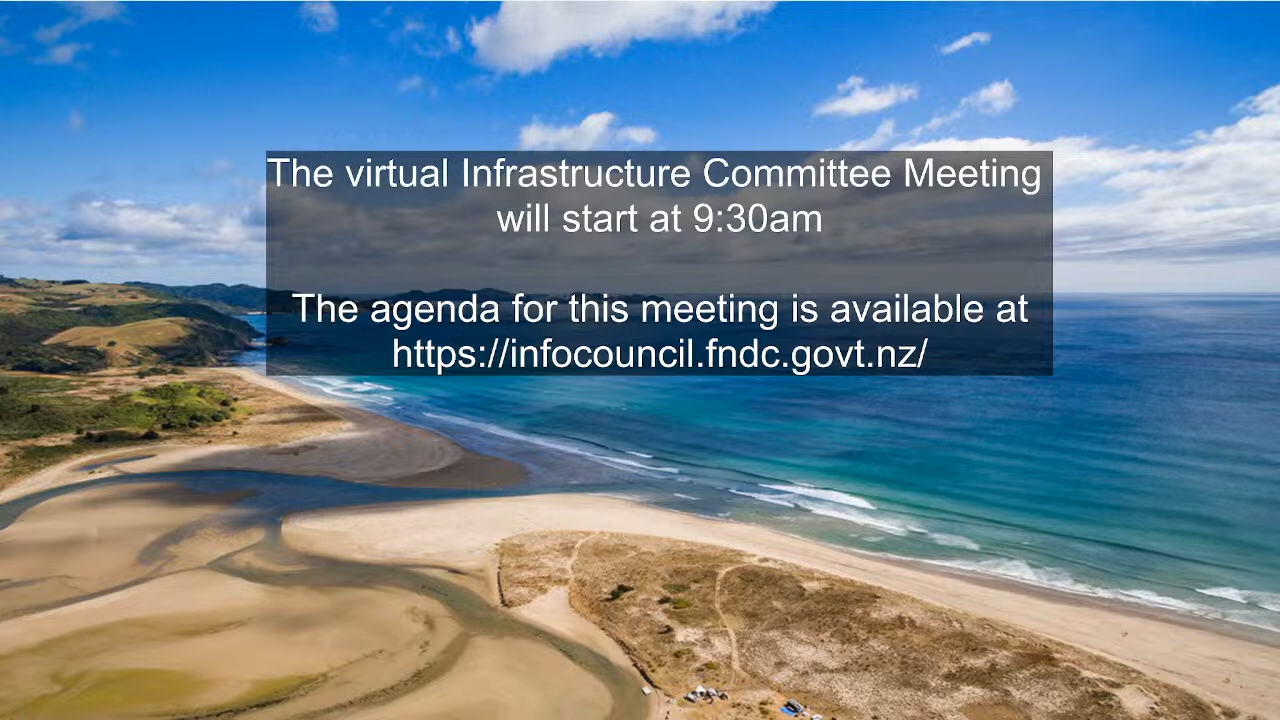 The virtual Infrastructure Committee Meeting
will start at 9:30am
The agenda for this meeting is available at
https://infocouncil.fndc.govt.nz/